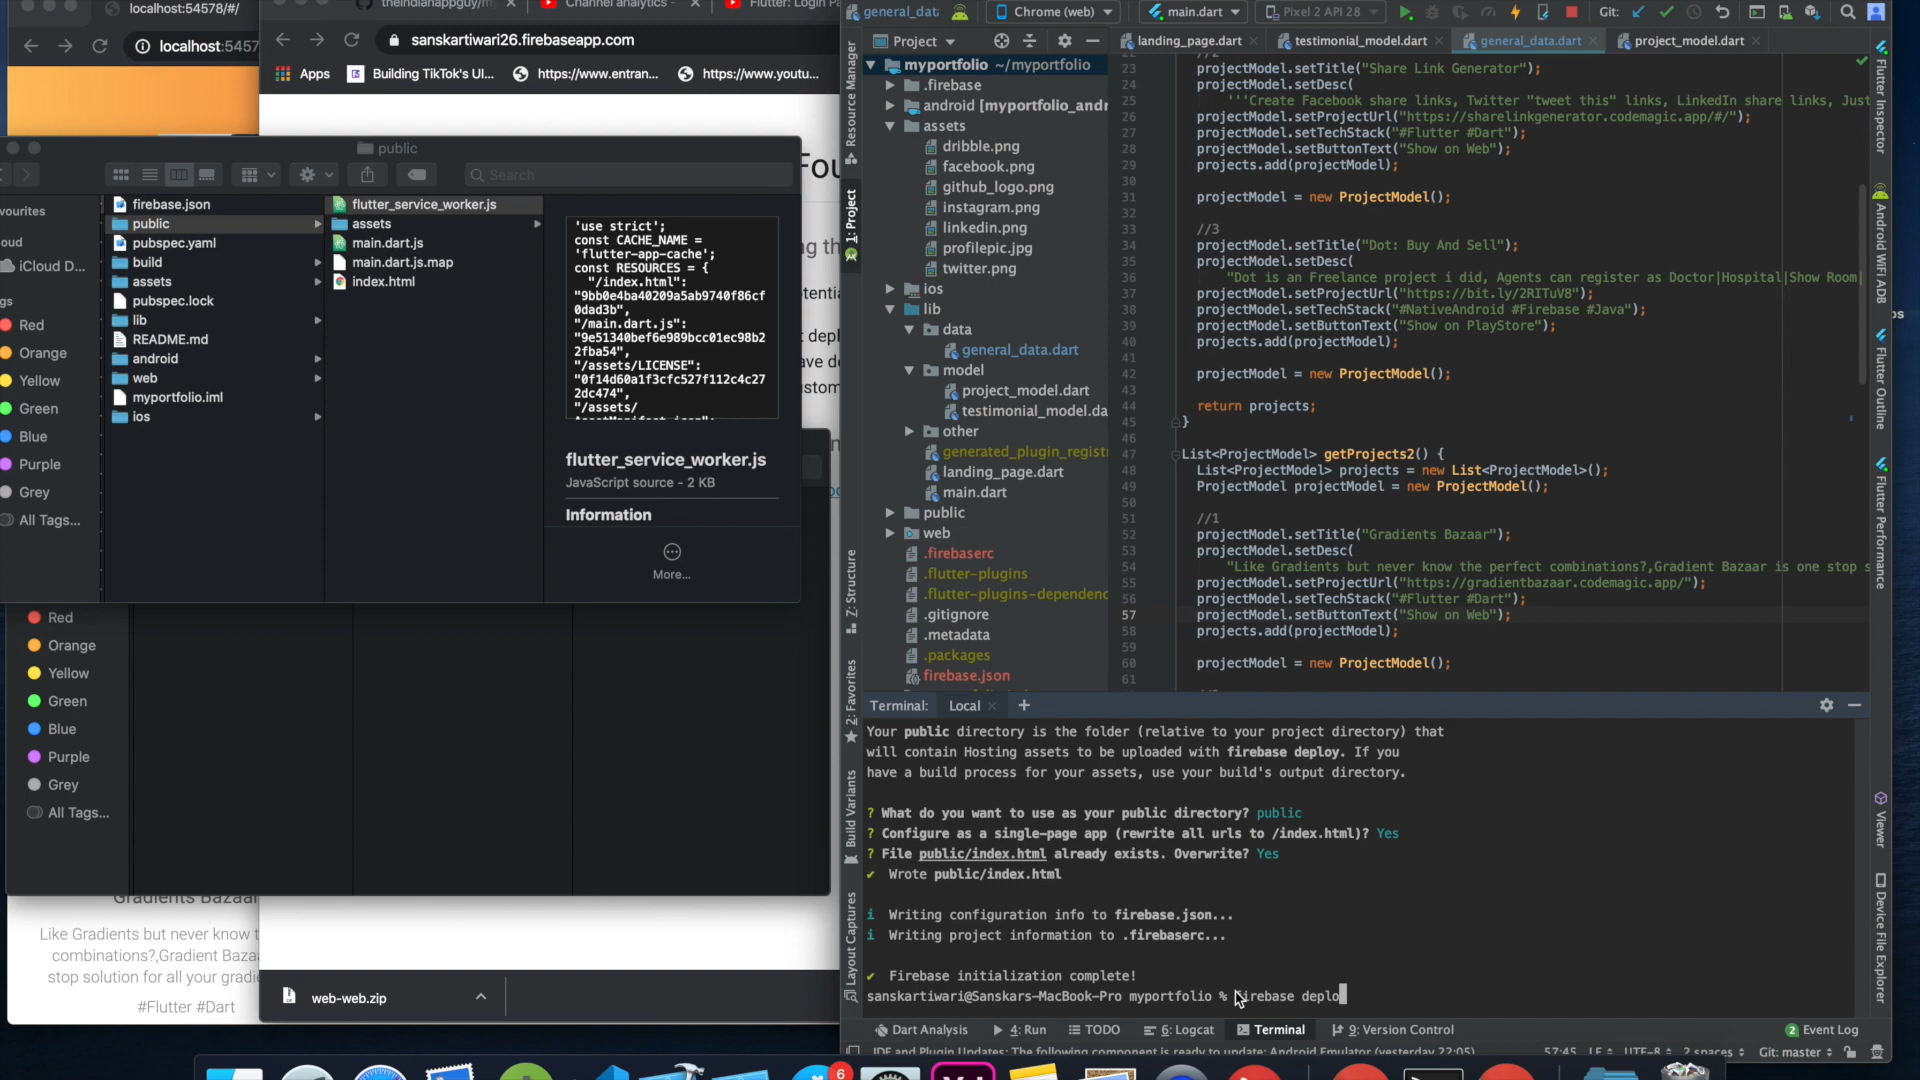 localhost:54578/#/
localhost:5457
theindianappguy/my
Channel analytics -
Flutter: Login Pa
sanskartiwari26.firebaseapp.com
Apps
Building TikTok's UI...
https://www.entran...
https://www.youtu...
public
Search
vourites
oud
iCloud D...
gs
Red
Orange
Yellow
Green
Blue
Purple
Grey
All Tags...
firebase.json
public
pubspec.yaml
build
assets
pubspec.lock
lib
README.md
android
web
myportfolio.iml
ios
flutter_service_worker.js
assets
main.dart.js
main.dart.js.map
index.html
'use strict';
const CACHE_NAME =
'flutter-app-cache';
const RESOURCES = {
"/index.html":
"9bb0e4ba40209a5ab9740f86cf
0dad3b",
"/main.dart.js":
"9e51340bef6e989bcc01ec98b2
2fba54",
"/assets/LICENSE":
"0f14d60a1f3cfc527f112c4c27
2dc474",
"/assets/
flutter_service_worker.js
JavaScript source - 2 KB
Information
More...
Red
Orange
Yellow
Green
Blue
Purple
Grey
All Tags...
Gradients Bazaar
Like Gradients but never know t
combinations?,Gradient Baza
stop solution for all your gradi
#Flutter #Dart
web-web.zip
general_dat
Chrome (web)
main.dart
Pixel 2 API 28
Git:
Project
landing_page.dart
testimonial_model.dart
general_data.dart
project_model.dart
myportfolio ~/myportfolio
.firebase
android [myportfolio_andr
assets
dribble.png
facebook.png
github_logo.png
instagram.png
linkedin.png
profilepic.jpg
twitter.png
ios
lib
data
general_data.dart
model
project_model.dart
testimonial_model.da
other
generated_plugin_registr
landing_page.dart
main.dart
public
web
.firebaserc
.flutter-plugins
.flutter-plugins-dependenc
.gitignore
.metadata
.packages
firebase.json
22 //2
23 projectModel.setTitle("Share Link Generator");
24 projectModel.setDesc(
25 '''Create Facebook share links, Twitter "tweet this" links, LinkedIn share links, Just
26 projectModel.setProjectUrl("https://sharelinkgenerator.codemagic.app/#/");
27 projectModel.setTechStack("#Flutter #Dart");
28 projectModel.setButtonText("Show on Web");
29 projects.add(projectModel);
30
31 projectModel = new ProjectModel();
32
33 //3
34 projectModel.setTitle("Dot: Buy And Sell");
35 projectModel.setDesc(
36 "Dot is an Freelance project i did, Agents can register as Doctor|Hospital|Show Room|
37 projectModel.setProjectUrl("https://bit.ly/2RITuV8");
38 projectModel.setTechStack("#NativeAndroid #Firebase #Java");
39 projectModel.setButtonText("Show on PlayStore");
40 projects.add(projectModel);
41
42 projectModel = new ProjectModel();
43
44 return projects;
45 }
46
47 List<ProjectModel> getProjects2() {
48 List<ProjectModel> projects = new List<ProjectModel>();
49 ProjectModel projectModel = new ProjectModel();
50
51 //1
52 projectModel.setTitle("Gradients Bazaar");
53 projectModel.setDesc(
54 "Like Gradients but never know the perfect combinations?,Gradient Bazaar is one stop s
55 projectModel.setProjectUrl("https://gradientbazaar.codemagic.app/");
56 projectModel.setTechStack("#Flutter #Dart");
57 projectModel.setButtonText("Show on Web");
58 projects.add(projectModel);
59
60 projectModel = new ProjectModel();
61
Resource Manager
1: Project
Z: Structure
2: Favorites
Build Variants
Layout Captures
Flutter Inspector
Android WiFi ADB
Flutter Outline
Flutter Performance
Viewer
Device File Explorer
Terminal: Local +
Your public directory is the folder (relative to your project directory) that
will contain Hosting assets to be uploaded with firebase deploy. If you
have a build process for your assets, use your build's output directory.
? What do you want to use as your public directory? public
? Configure as a single-page app (rewrite all urls to /index.html)? Yes
? File public/index.html already exists. Overwrite? Yes
✔ Wrote public/index.html
i Writing configuration info to firebase.json...
i Writing project information to .firebaserc...
✔ Firebase initialization complete!
sanskartiwari@Sanskars-MacBook-Pro myportfolio % firebase deplo
Dart Analysis
4: Run
TODO
6: Logcat
Terminal
9: Version Control
2 Event Log
IDE and Plugin Updates: The following component is ready to update: Android Emulator (yesterday 22:05)
57:45 LF UTF-8 2 spaces Git: master
6